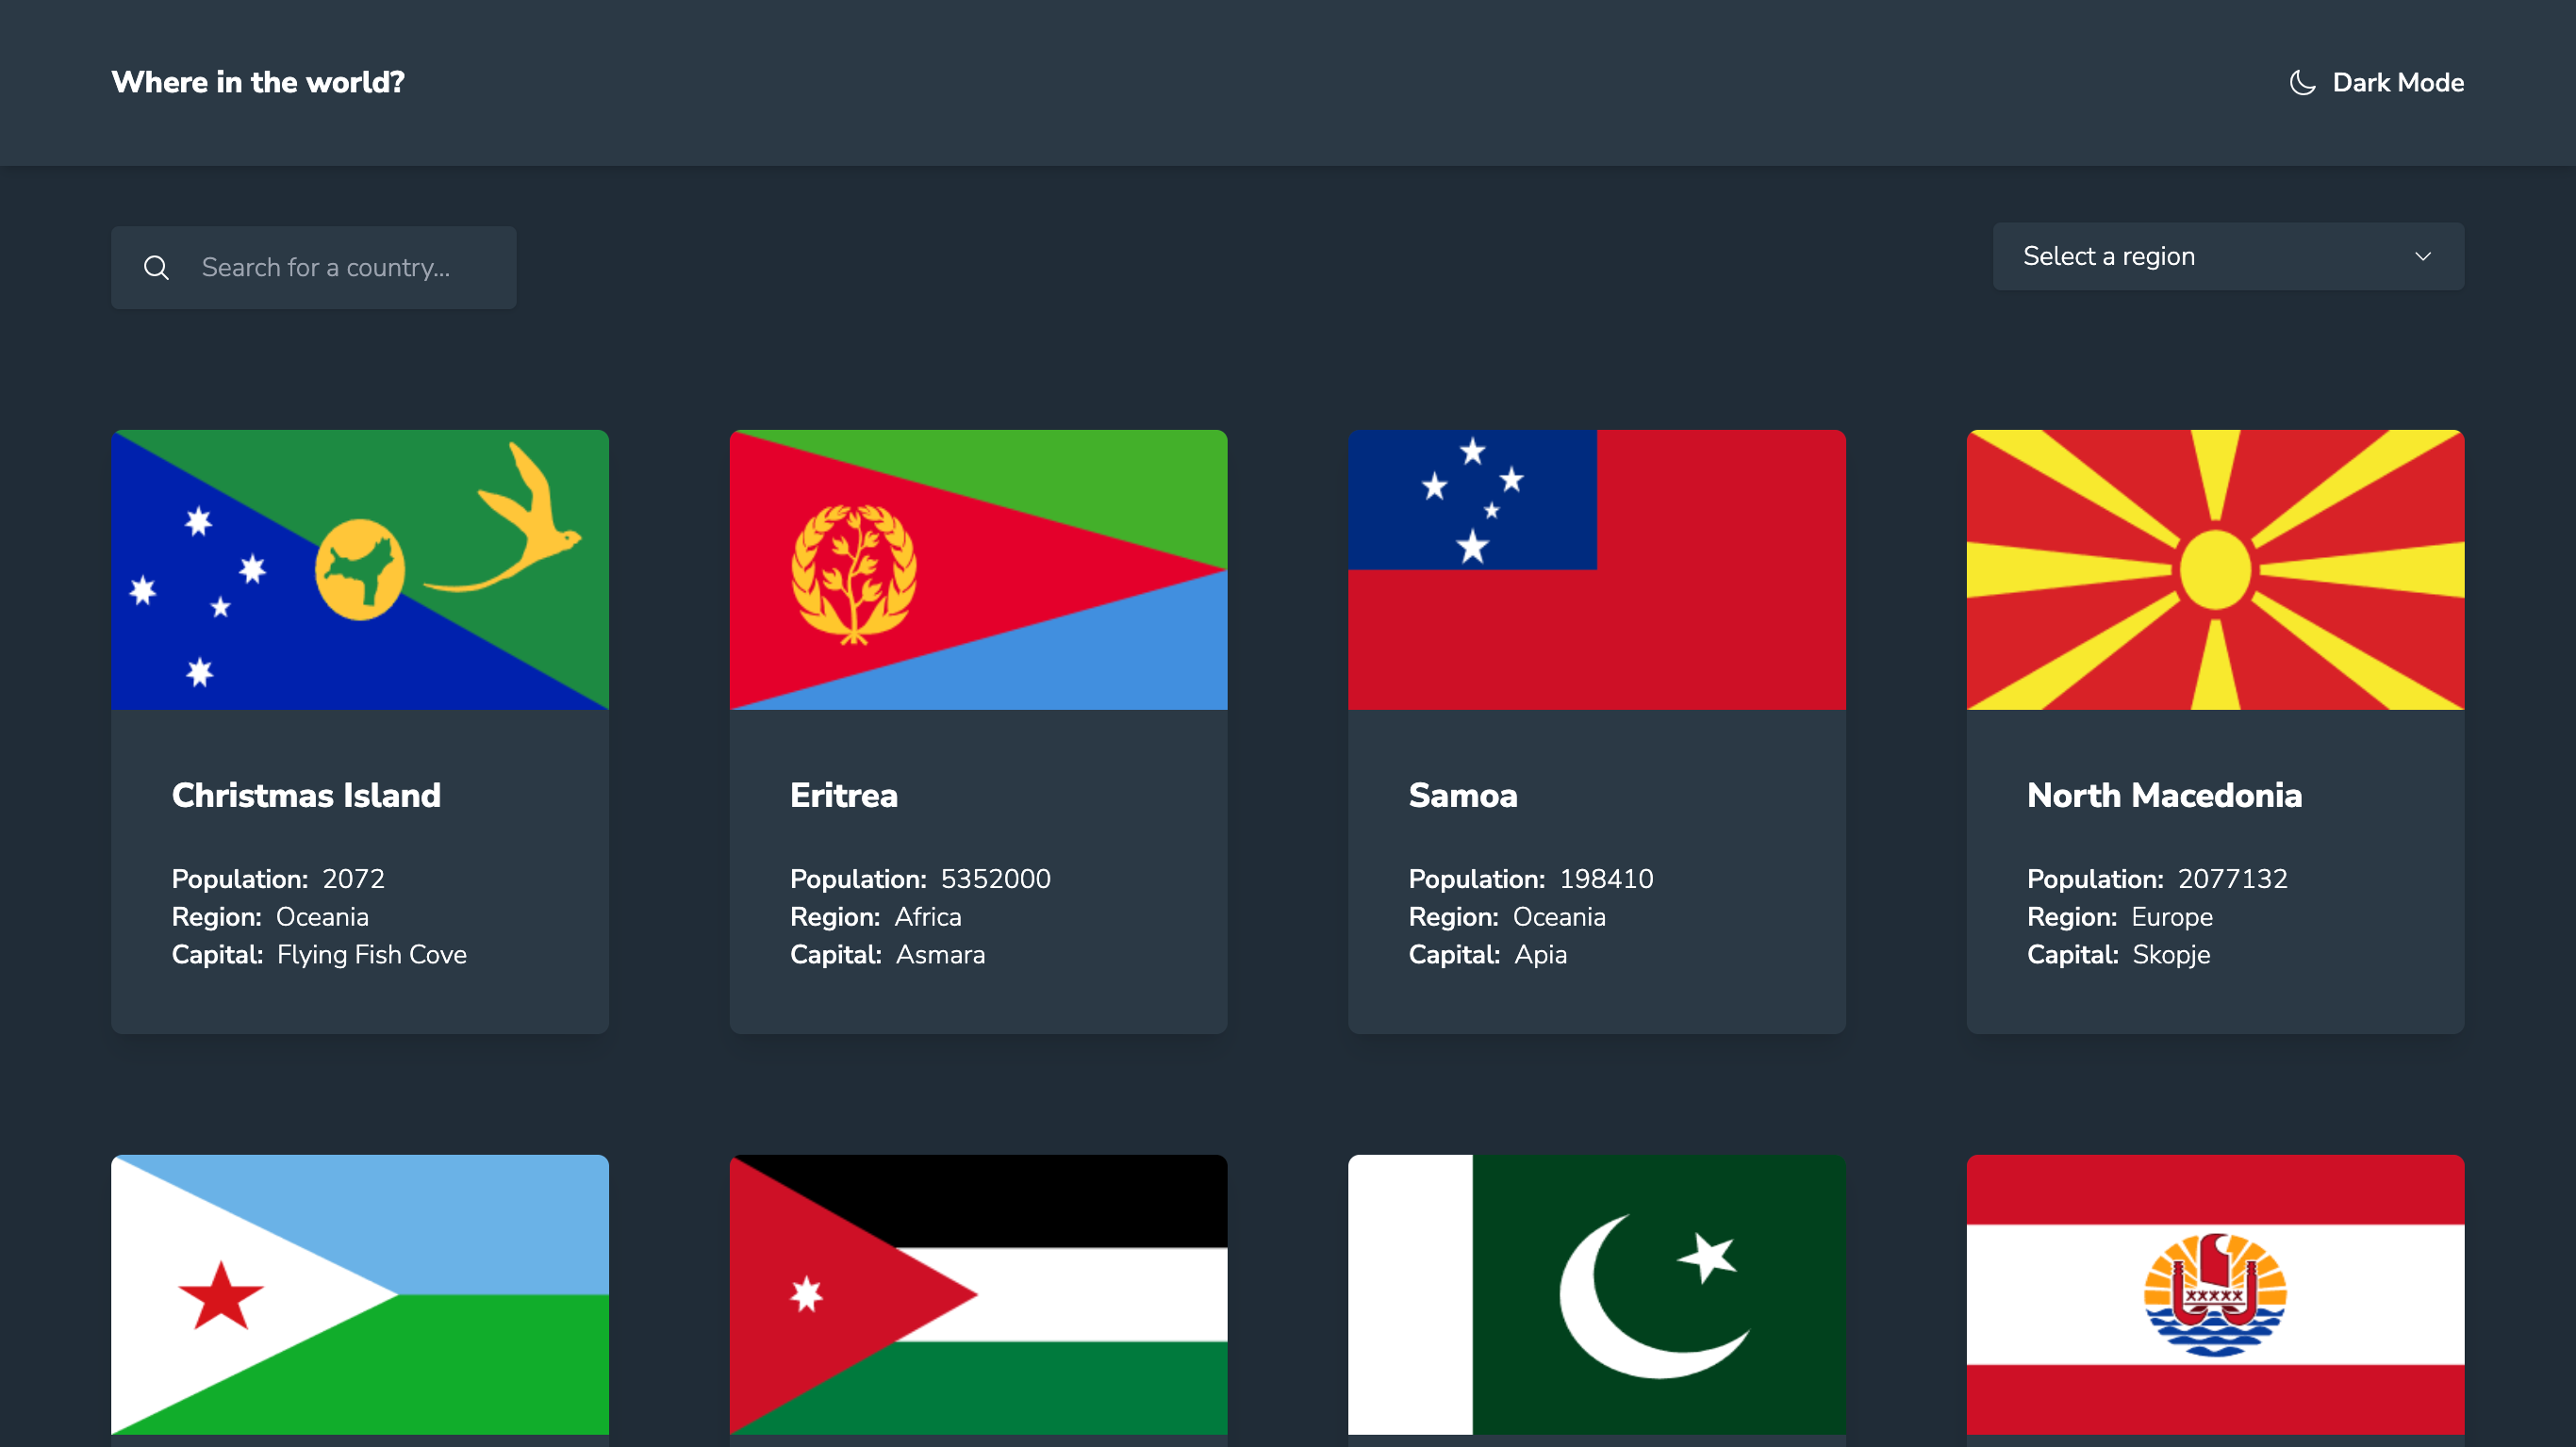 Where in the world?
Dark Mode
Search for a country...
Select a region
Christmas Island
Population: 2072
Region: Oceania
Capital: Flying Fish Cove
Eritrea
Population: 5352000
Region: Africa
Capital: Asmara
Samoa
Population: 198410
Region: Oceania
Capital: Apia
North Macedonia
Population: 2077132
Region: Europe
Capital: Skopje